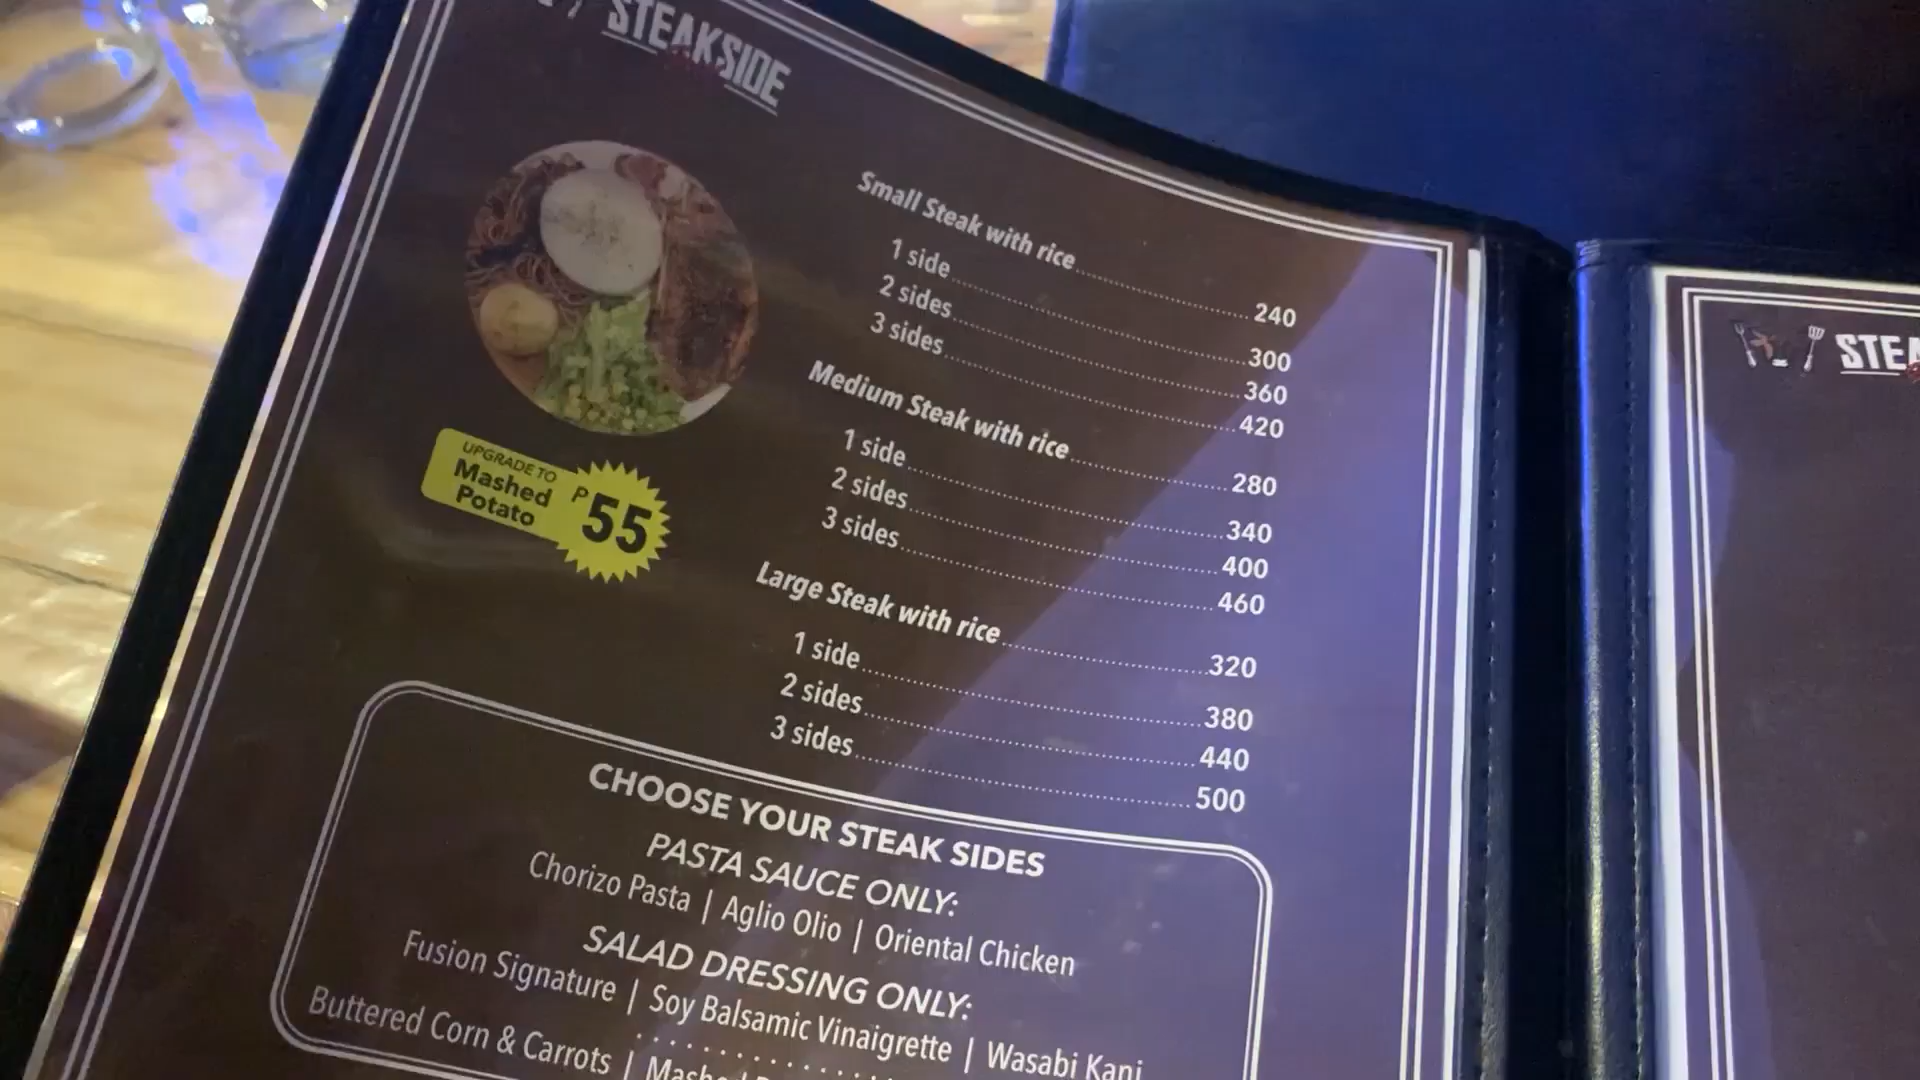 STEAKSIDE
Small Steak with rice 240
1 side 300
2 sides 360
3 sides 420
Medium Steak with rice 280
1 side 340
2 sides 400
3 sides 460
Large Steak with rice 320
1 side 380
2 sides 440
3 sides 500
UPGRADE TO
Mashed
Potato
P55
CHOOSE YOUR STEAK SIDES
PASTA SAUCE ONLY:
Chorizo Pasta | Aglio Olio | Oriental Chicken
SALAD DRESSING ONLY:
Fusion Signature | Soy Balsamic Vinaigrette | Wasabi Kani
Buttered Corn & Carrots |